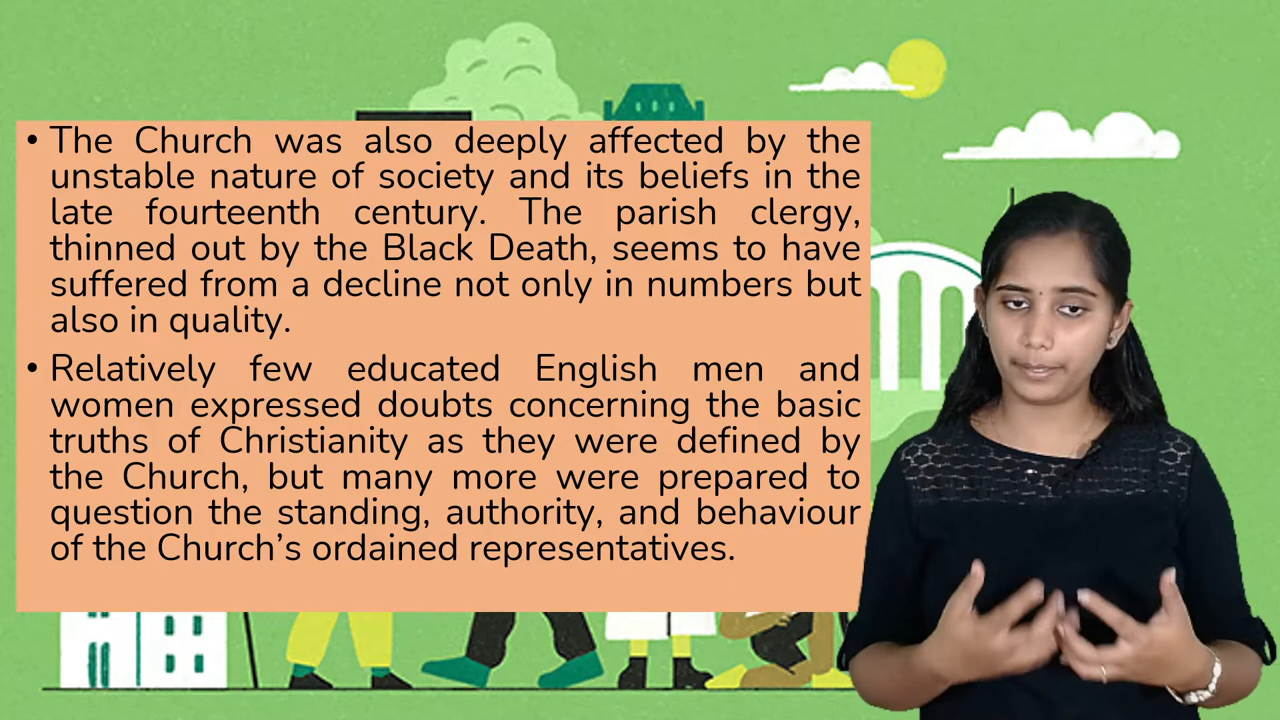 • The Church was also deeply affected by the
unstable nature of society and its beliefs in the
late fourteenth century. The parish clergy,
thinned out by the Black Death, seems to have
suffered from a decline not only in numbers but
also in quality.
• Relatively few educated English men and
women expressed doubts concerning the basic
truths of Christianity as they were defined by
the Church, but many more were prepared to
question the standing, authority, and behaviour
of the Church’s ordained representatives.